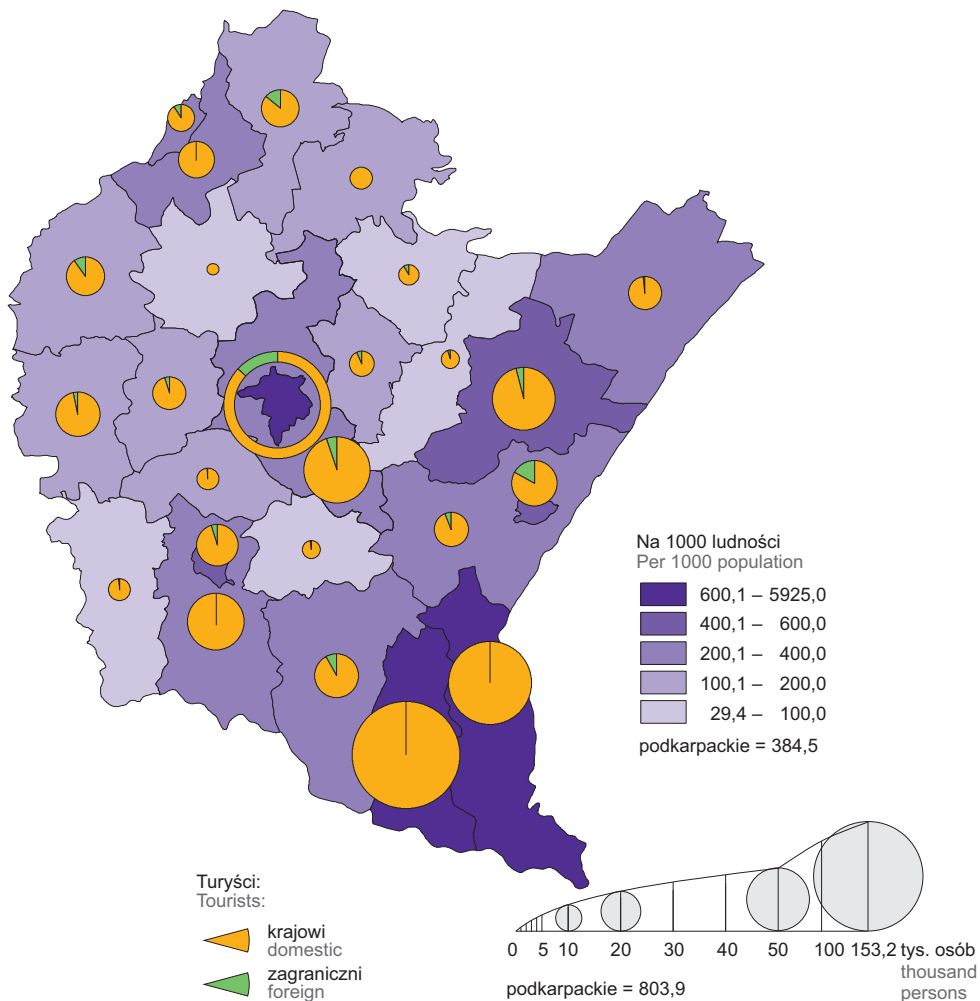 Na 1000 ludności
Per 1000 population
600,1 – 5925,0
400,1 – 600,0
200,1 – 400,0
100,1 – 200,0
29,4 – 100,0
podkarpackie = 384,5
Turyści:
Tourists:
krajowi
domestic
zagraniczni
foreign
0 5 10 20 30 40 50 100 153,2 tys. osób
thousand
persons
podkarpackie = 803,9